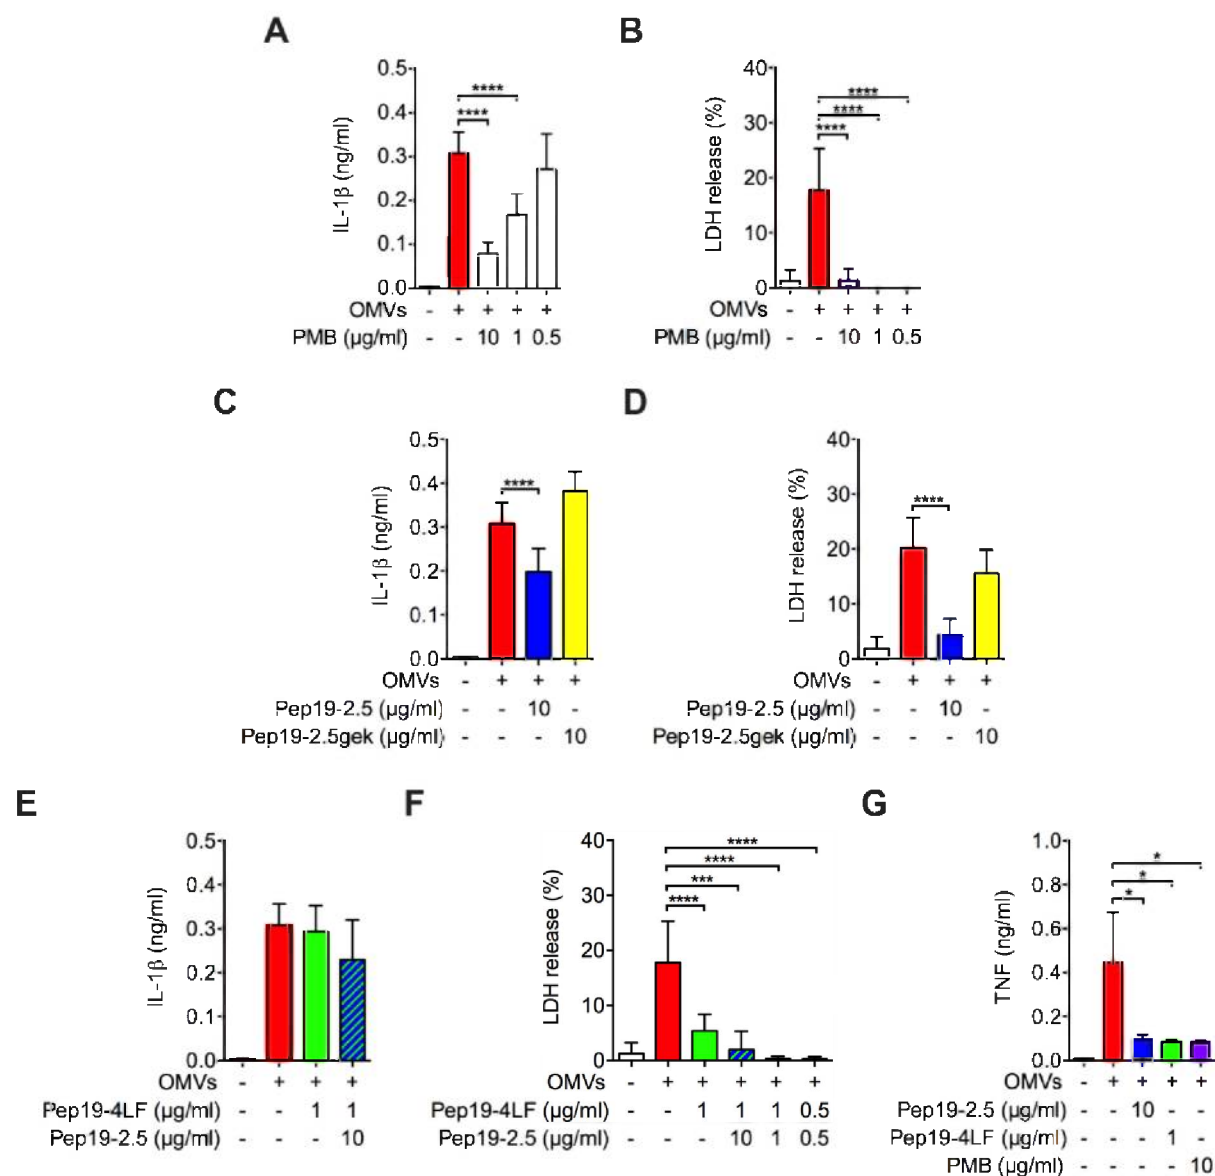 A
B
0.5
0.4
0.3
0.2
0.1
0.0
IL-1β (ng/ml)
****
****
OMVs - + + + +
PMB (µg/ml) - - 10 1 0.5
40
30
20
10
0
LDH release (%)
****
****
****
OMVs - + + + +
PMB (µg/ml) - - 10 1 0.5
C
D
0.5
0.4
0.3
0.2
0.1
0.0
IL-1β (ng/ml)
****
OMVs - + + +
Pep19-2.5 (µg/ml) - - 10 -
Pep19-2.5gek (µg/ml) - - - 10
40
30
20
10
0
LDH release (%)
****
OMVs - + + +
Pep19-2.5 (µg/ml) - - 10 -
Pep19-2.5gek (µg/ml) - - - 10
E
F
G
0.5
0.4
0.3
0.2
0.1
0.0
IL-1β (ng/ml)
OMVs - + + +
Pep19-4LF (µg/ml) - - 1 1
Pep19-2.5 (µg/ml) - - - 10
40
30
20
10
0
LDH release (%)
****
****
***
****
OMVs - + + + + +
Pep19-4LF (µg/ml) - - 1 1 1 0.5
Pep19-2.5 (µg/ml) - - - 10 1 0.5
1.0
0.8
0.6
0.4
0.2
0.0
TNF (ng/ml)
*
*
*
OMVs - + + + +
Pep19-2.5 (µg/ml) - - 10 - -
Pep19-4LF (µg/ml) - - - 1 -
PMB (µg/ml) - - - - 10